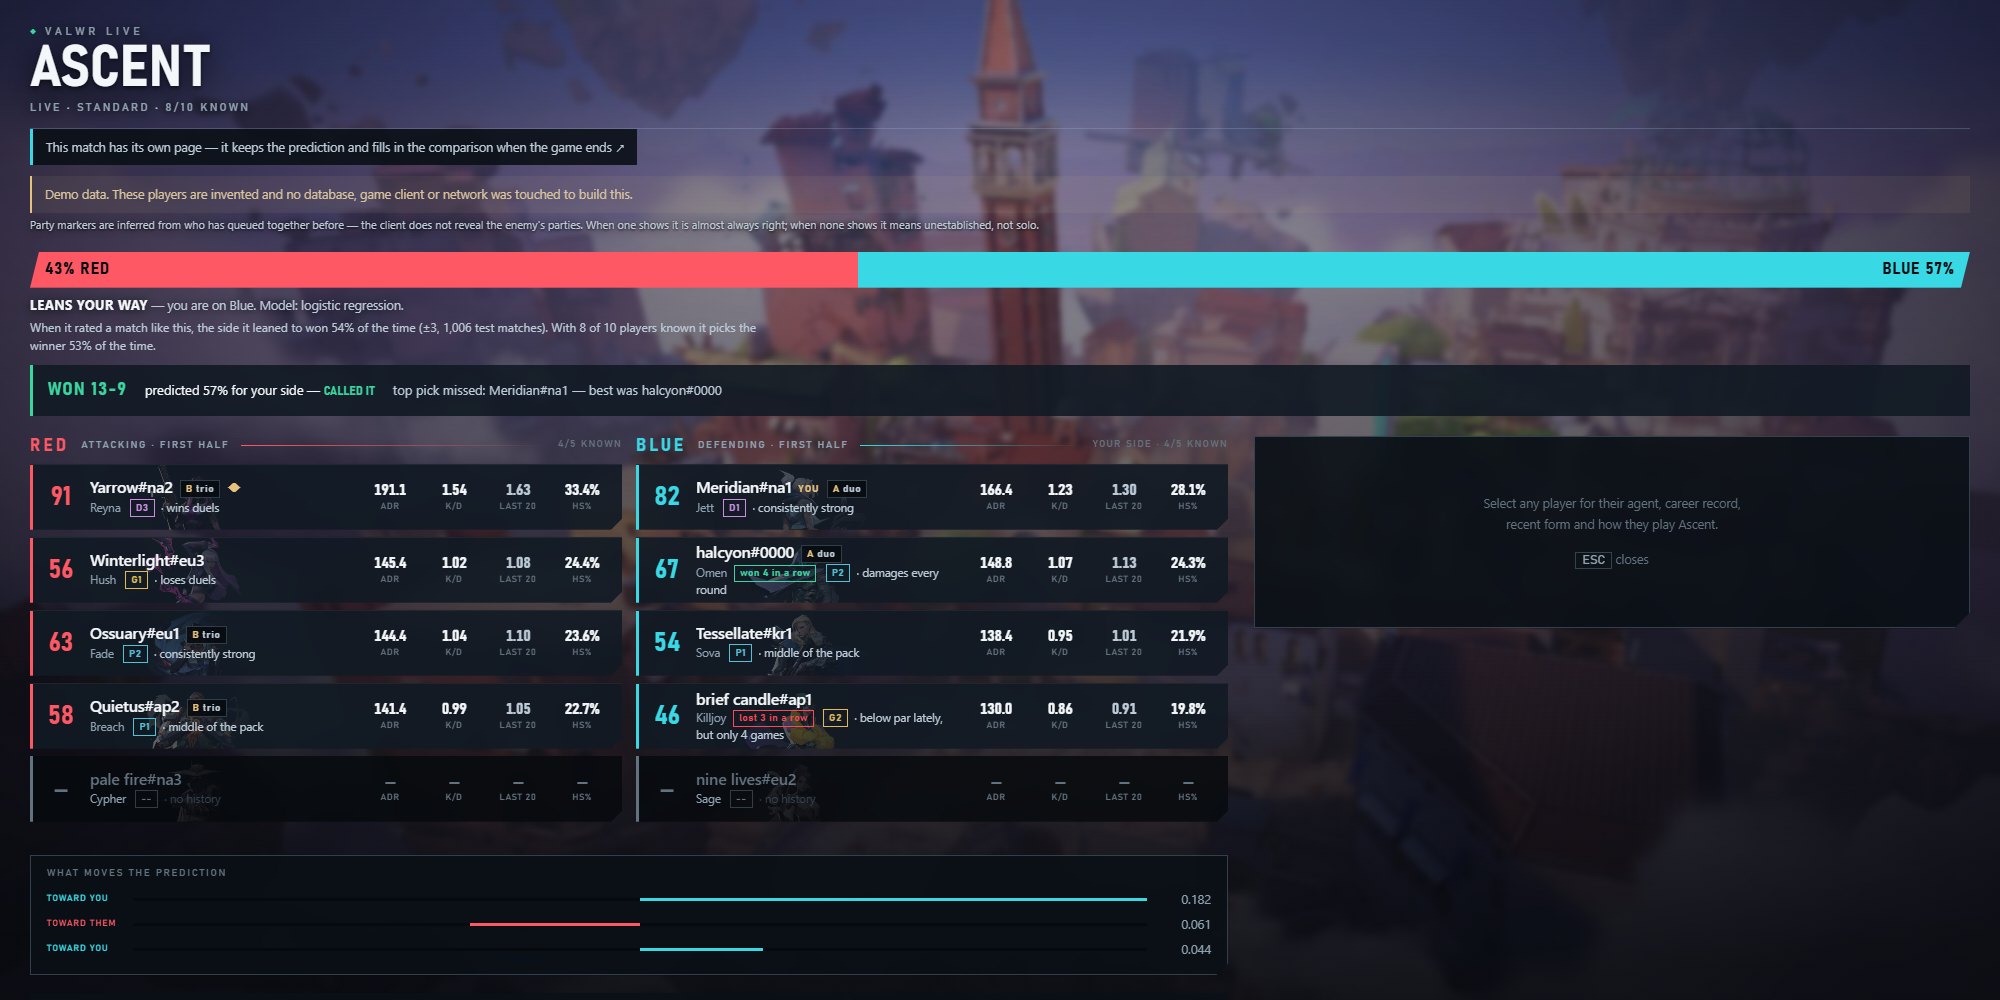 ◆ VALWR LIVE
ASCENT
LIVE · STANDARD · 8/10 KNOWN
This match has its own page — it keeps the prediction and fills in the comparison when the game ends ↗
Demo data. These players are invented and no database, game client or network was touched to build this.
Party markers are inferred from who has queued together before — the client does not reveal the enemy's parties. When one shows it is almost always right; when none shows it means unestablished, not solo.
43% RED
BLUE 57%
LEANS YOUR WAY — you are on Blue. Model: logistic regression.
When it rated a match like this, the side it leaned to won 54% of the time (±3, 1,006 test matches). With 8 of 10 players known it picks the
winner 53% of the time.
WON 13-9 predicted 57% for your side — CALLED IT top pick missed: Meridian#na1 — best was halcyon#0000
RED ATTACKING · FIRST HALF 4/5 KNOWN
91 Yarrow#na2 B trio 191.1 1.54 1.63 33.4%
Reyna D3 · wins duels ADR K/D LAST 20 HS%
56 Winterlight#eu3 145.4 1.02 1.08 24.4%
Hush G1 · loses duels ADR K/D LAST 20 HS%
63 Ossuary#eu1 B trio 144.4 1.04 1.10 23.6%
Fade P2 · consistently strong ADR K/D LAST 20 HS%
58 Quietus#ap2 B trio 141.4 0.99 1.05 22.7%
Breach P1 · middle of the pack ADR K/D LAST 20 HS%
— pale fire#na3 — — — —
Cypher -- · no history ADR K/D LAST 20 HS%
BLUE DEFENDING · FIRST HALF YOUR SIDE · 4/5 KNOWN
82 Meridian#na1 YOU A duo 166.4 1.23 1.30 28.1%
Jett D1 · consistently strong ADR K/D LAST 20 HS%
67 halcyon#0000 A duo 148.8 1.07 1.13 24.3%
Omen won 4 in a row P2 · damages every ADR K/D LAST 20 HS%
round
54 Tessellate#kr1 138.4 0.95 1.01 21.9%
Sova P1 · middle of the pack ADR K/D LAST 20 HS%
46 brief candle#ap1 130.0 0.86 0.91 19.8%
Killjoy lost 3 in a row G2 · below par lately, ADR K/D LAST 20 HS%
but only 4 games
— nine lives#eu2 — — — —
Sage -- · no history ADR K/D LAST 20 HS%
Select any player for their agent, career record,
recent form and how they play Ascent.
ESC closes
WHAT MOVES THE PREDICTION
TOWARD YOU 0.182
TOWARD THEM 0.061
TOWARD YOU 0.044